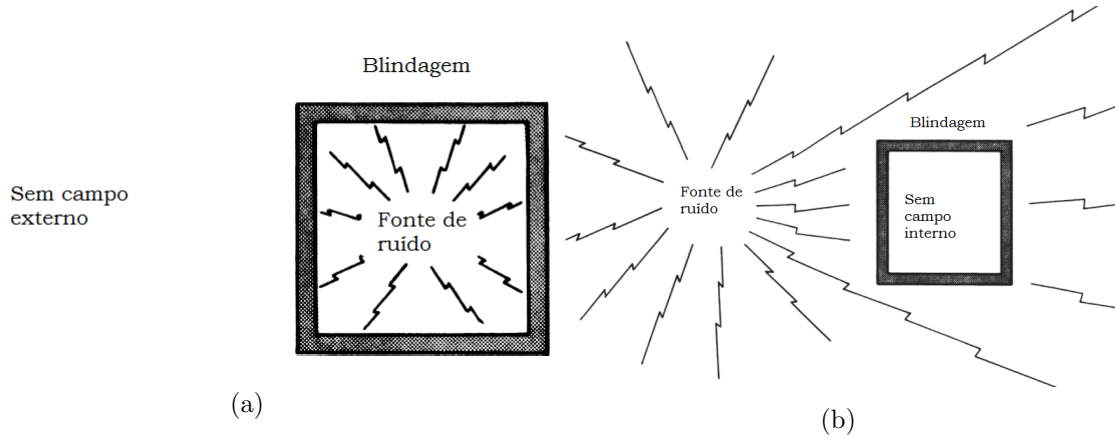 Blindagem
Sem campo
externo
Fonte de
ruído
(a)
Blindagem
Fonte de
ruído
Sem
campo
interno
(b)